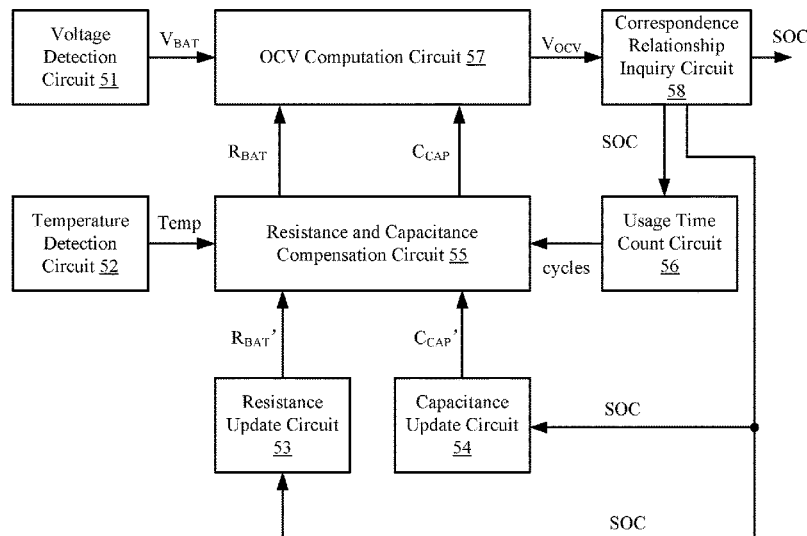 Voltage
Detection
Circuit 51
V_BAT
OCV Computation Circuit 57
V_OCV
Correspondence
Relationship
Inquiry Circuit
58
SOC
R_BAT
C_CAP
SOC
Temperature
Detection
Circuit 52
Temp
Resistance and Capacitance
Compensation Circuit 55
cycles
Usage Time
Count Circuit
56
R_BAT’
C_CAP’
Resistance
Update Circuit
53
Capacitance
Update Circuit
54
SOC
SOC